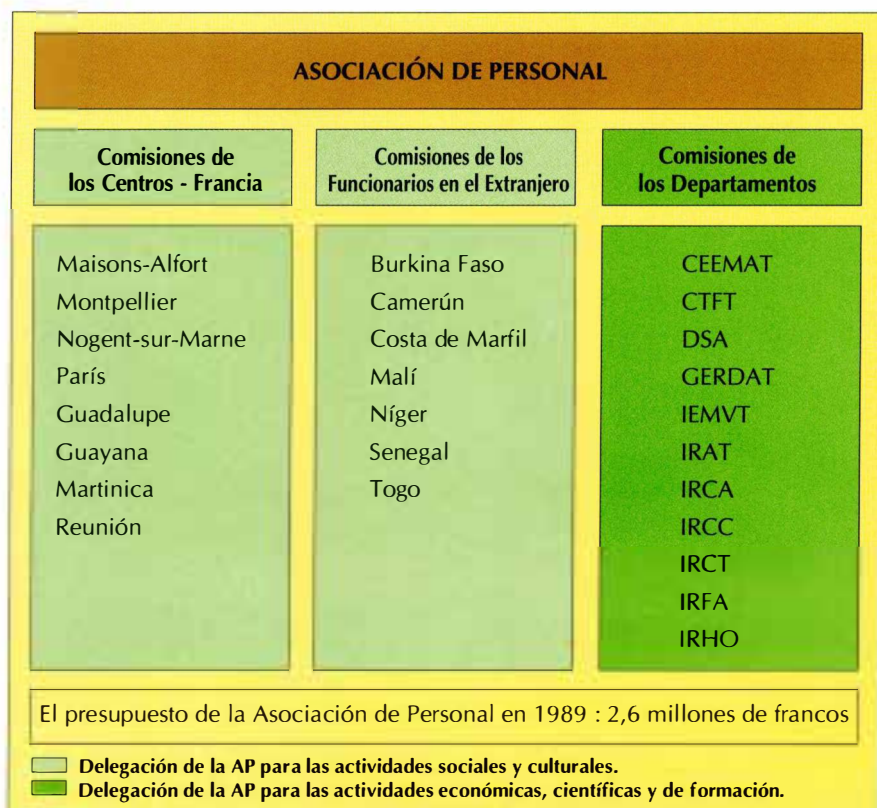 ASOCIACIÓN DE PERSONAL
Comisiones de
los Centros - Francia
Comisiones de los
Funcionarios en el Extranjero
Comisiones de
los Departamentos
Maisons-Alfort
Montpellier
Nogent-sur-Marne
París
Guadalupe
Guayana
Martinica
Reunión
Burkina Faso
Camerún
Costa de Marfil
Malí
Níger
Senegal
Togo
CEEMAT
CTFT
DSA
GERDAT
IEMVT
IRAT
IRCA
IRCC
IRCT
IRFA
IRHO
El presupuesto de la Asociación de Personal en 1989 : 2,6 millones de francos
Delegación de la AP para las actividades sociales y culturales.
Delegación de la AP para las actividades económicas, científicas y de formación.